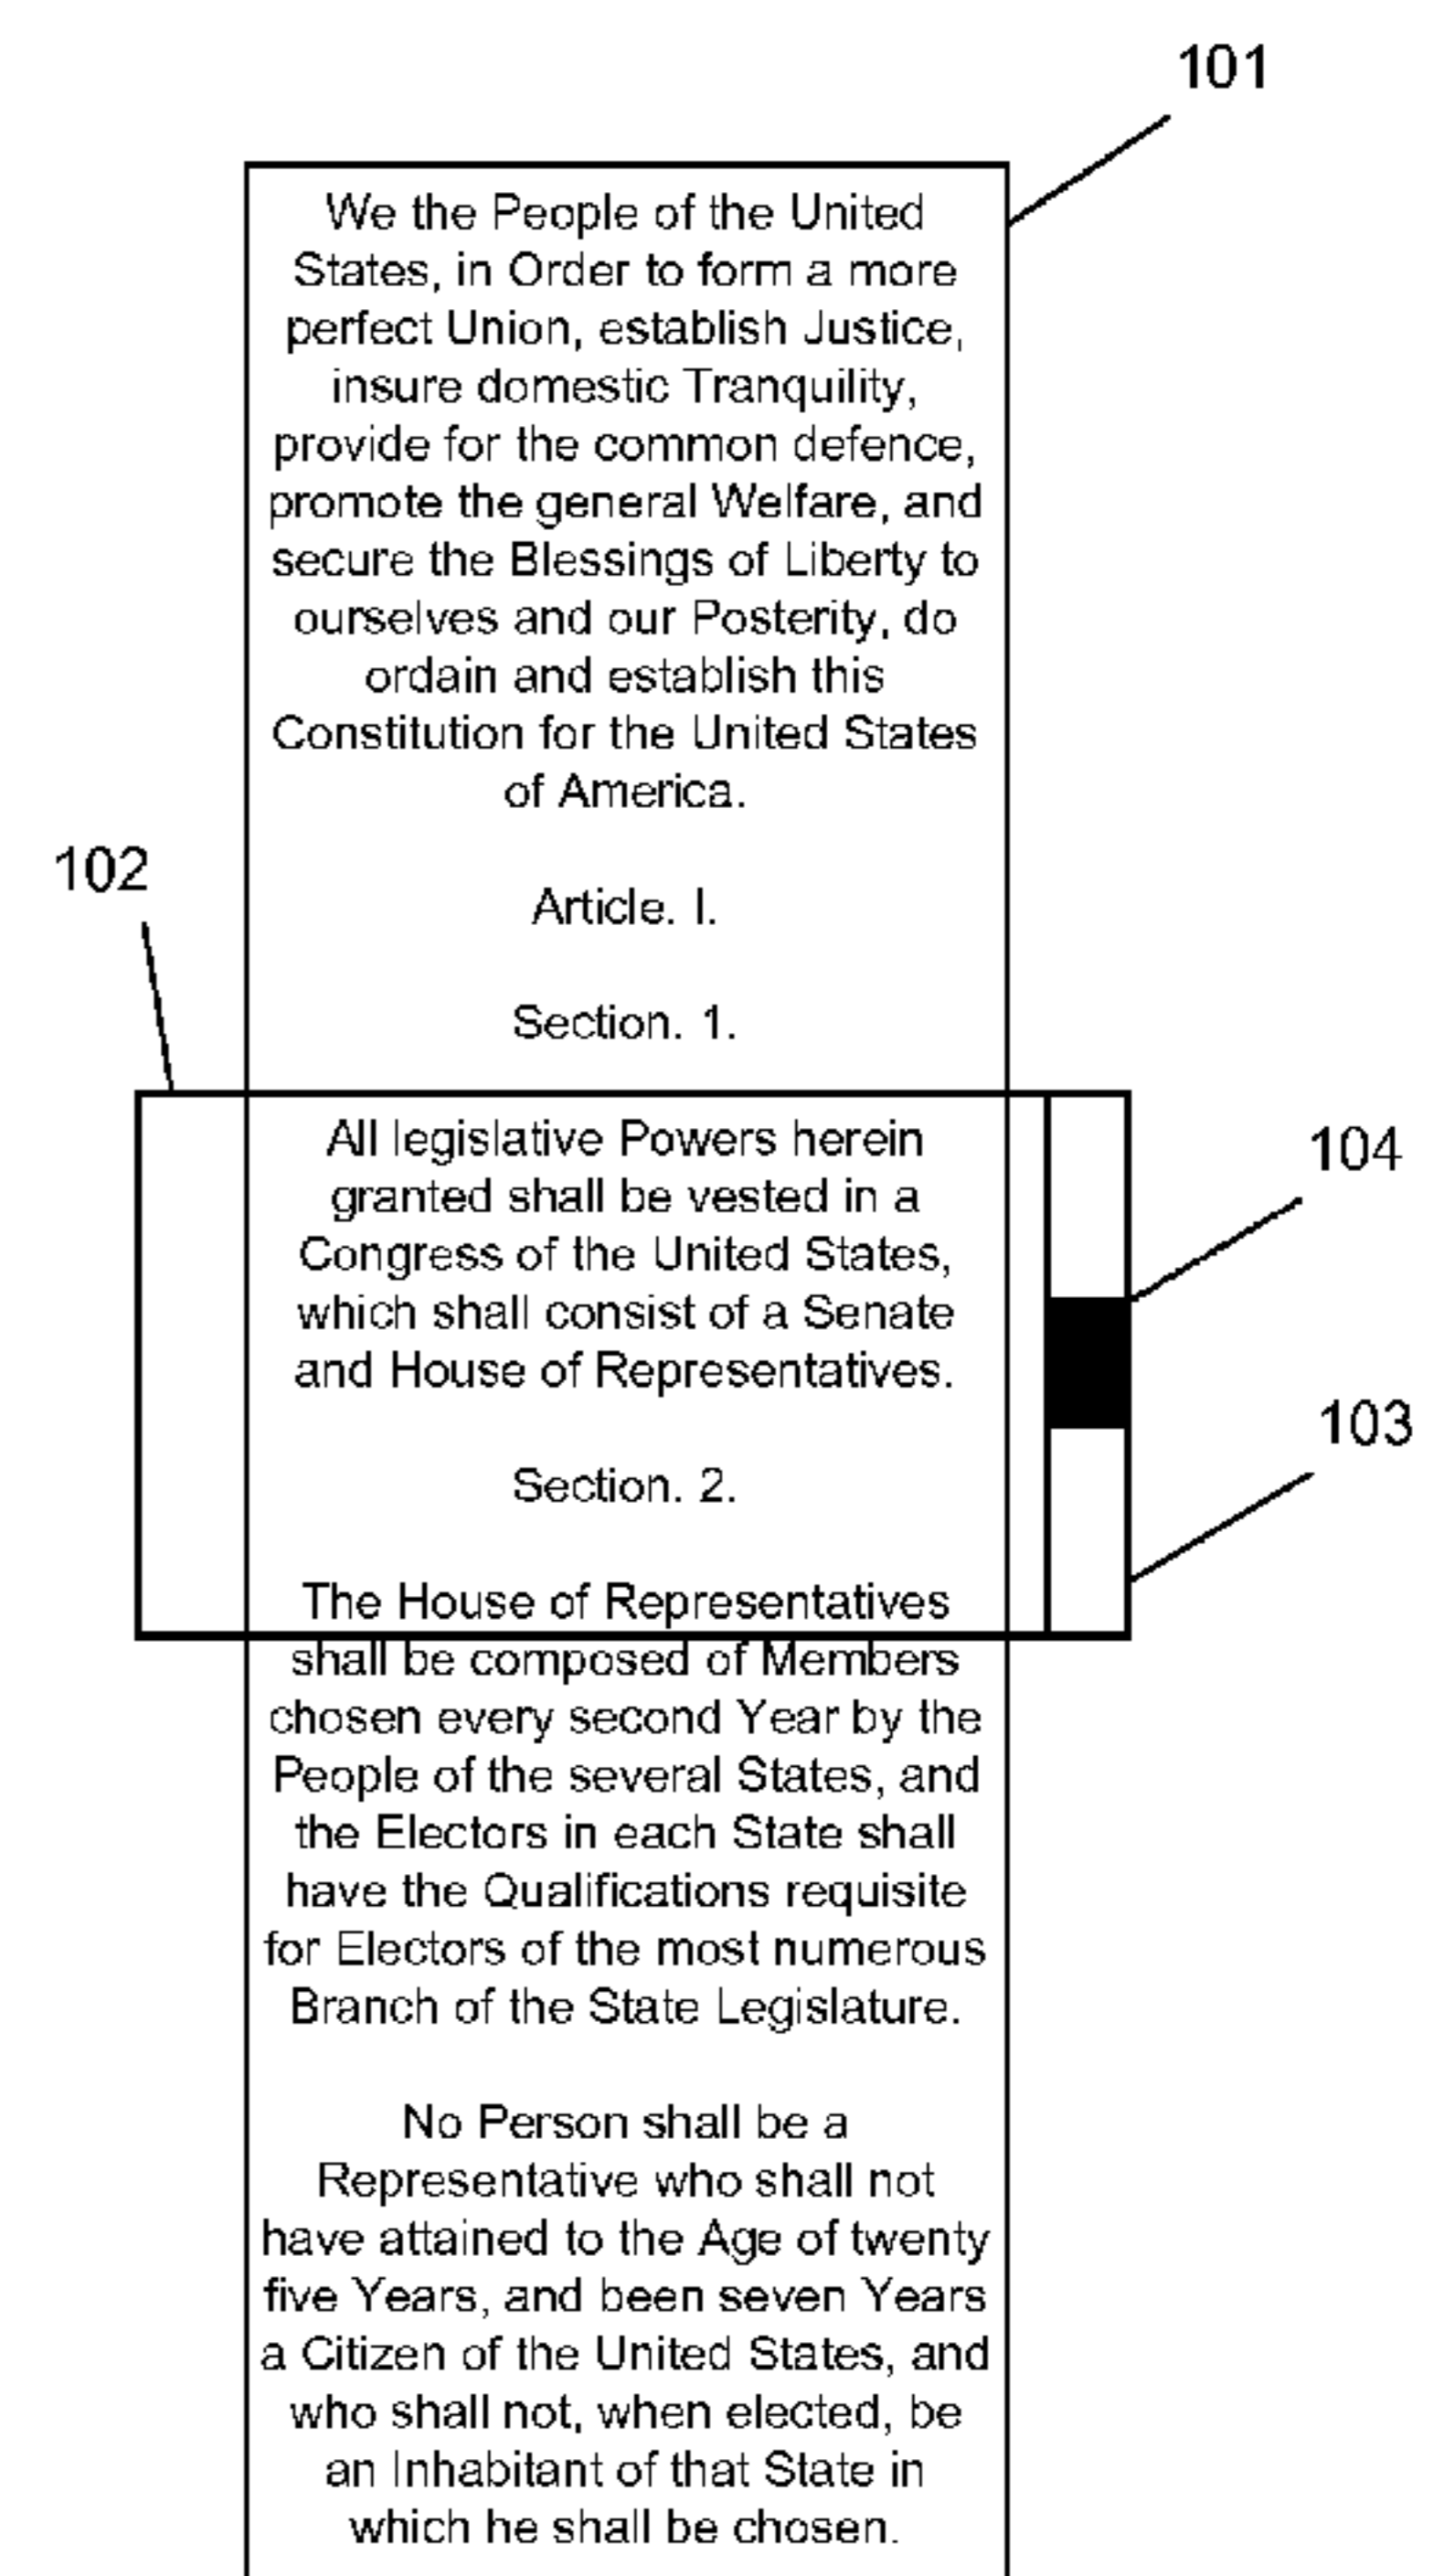 101
We the People of the United
States, in Order to form a more
perfect Union, establish Justice,
insure domestic Tranquility,
provide for the common defence,
promote the general Welfare, and
secure the Blessings of Liberty to
ourselves and our Posterity, do
ordain and establish this
Constitution for the United States
of America.
102
Article. I.
Section. 1.
All legislative Powers herein
104
granted shall be vested in a
Congress of the United States,
which shall consist of a Senate
and House of Representatives.
103
Section. 2.
The House of Representatives
shall be composed of Members
chosen every second Year by the
People of the several States, and
the Electors in each State shall
have the Qualifications requisite
for Electors of the most numerous
Branch of the State Legislature.
No Person shall be a
Representative who shall not
have attained to the Age of twenty
five Years, and been seven Years
a Citizen of the United States, and
who shall not, when elected, be
an Inhabitant of that State in
which he shall be chosen.